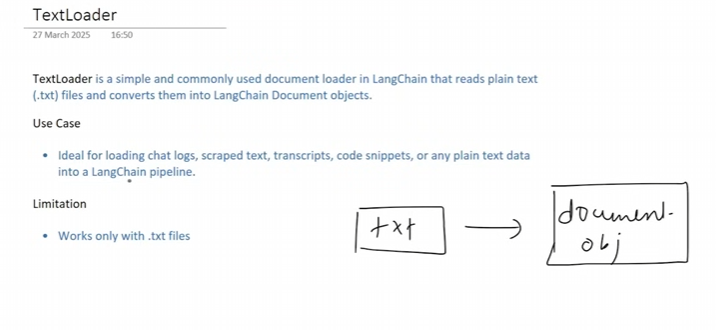 TextLoader
27 March 2025 16:50
TextLoader is a simple and commonly used document loader in LangChain that reads plain text
(.txt) files and converts them into LangChain Document objects.
Use Case
• Ideal for loading chat logs, scraped text, transcripts, code snippets, or any plain text data
into a LangChain pipeline.
Limitation
• Works only with .txt files
txt
document-
obj